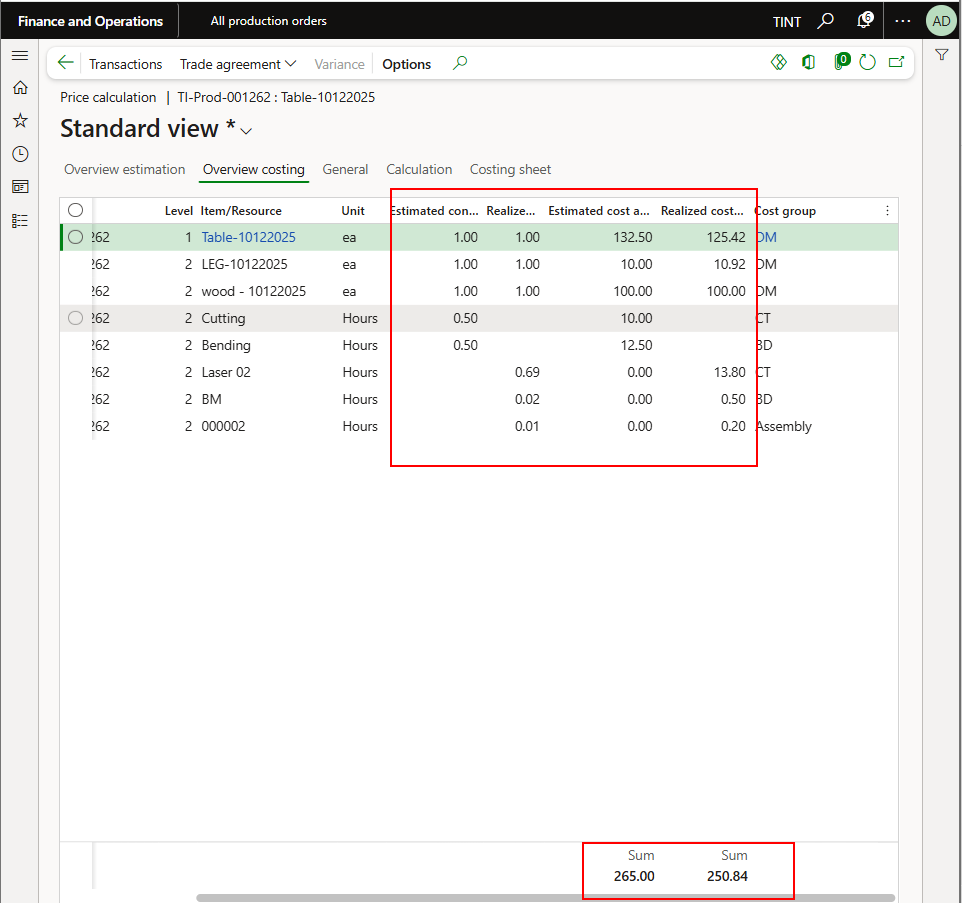 Finance and Operations All production orders TINT 6 ... AD
Transactions Trade agreement Variance Options 0
Price calculation | TI-Prod-001262 : Table-10122025
Standard view *
Overview estimation Overview costing General Calculation Costing sheet
Level Item/Resource Unit Estimated con... Realize... Estimated cost a... Realized cost... Cost group
262 1 Table-10122025 ea 1.00 1.00 132.50 125.42 DM
262 2 LEG-10122025 ea 1.00 1.00 10.00 10.92 DM
262 2 wood - 10122025 ea 1.00 1.00 100.00 100.00 DM
262 2 Cutting Hours 0.50 10.00 CT
262 2 Bending Hours 0.50 12.50 BD
262 2 Laser 02 Hours 0.69 0.00 13.80 CT
262 2 BM Hours 0.02 0.00 0.50 BD
262 2 000002 Hours 0.01 0.00 0.20 Assembly
Sum Sum
265.00 250.84